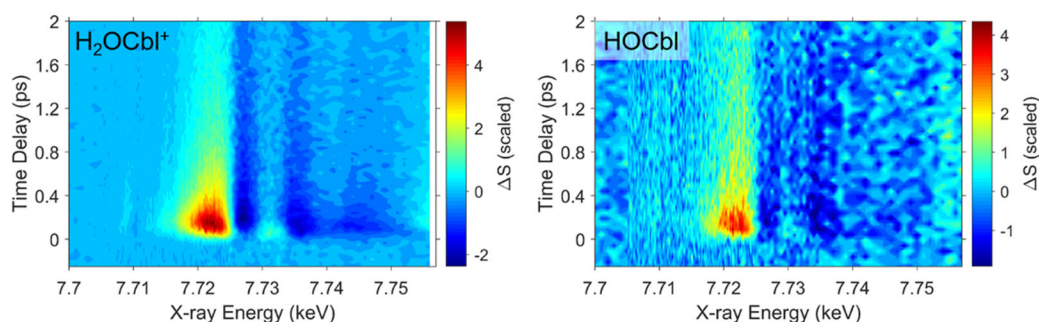 H₂OCbl⁺
Time Delay (ps)
2
1.6
1.2
0.8
0.4
0
7.7 7.72 7.73 7.74 7.75
X-ray Energy (keV)
4
2
0
-2
ΔS (scaled)
HOCbl
Time Delay (ps)
2
1.6
1.2
0.8
0.4
0
7.7 7.71 7.72 7.73 7.74 7.75
X-ray Energy (keV)
4
3
2
1
0
-1
ΔS (scaled)